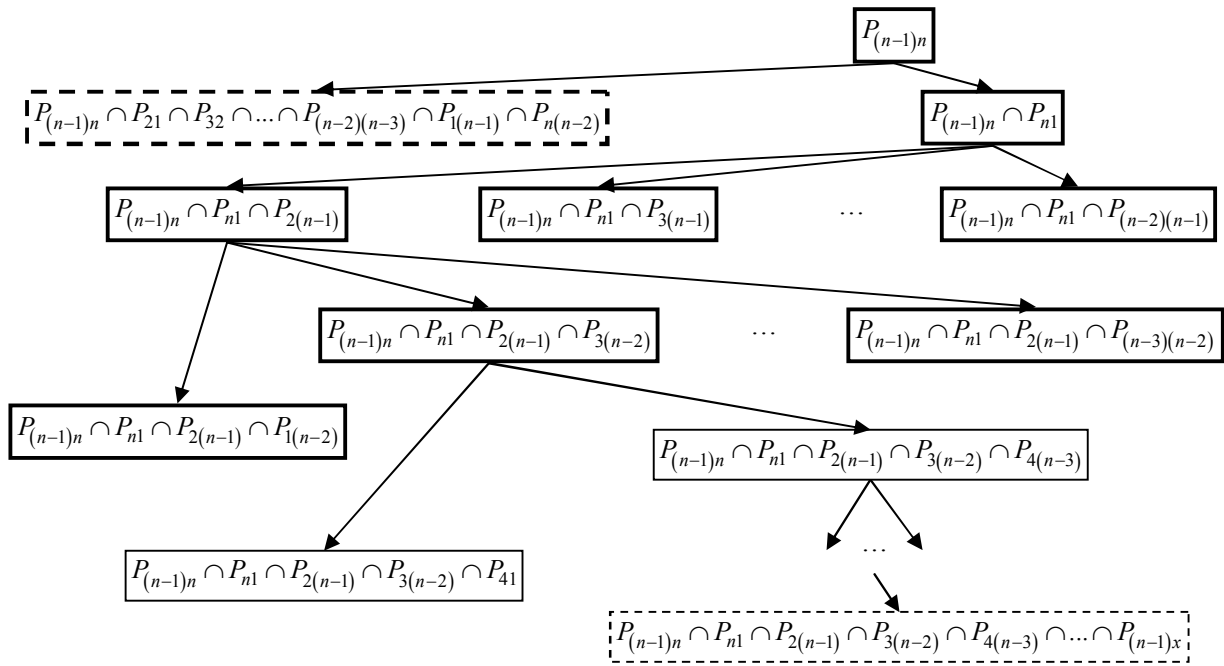 P_{(n-1)n}
P_{(n-1)n} ∩ P_{21} ∩ P_{32} ∩ ... ∩ P_{(n-2)(n-3)} ∩ P_{1(n-1)} ∩ P_{n(n-2)}
P_{(n-1)n} ∩ P_{n1}
P_{(n-1)n} ∩ P_{n1} ∩ P_{2(n-1)}
P_{(n-1)n} ∩ P_{n1} ∩ P_{3(n-1)}
...
P_{(n-1)n} ∩ P_{n1} ∩ P_{(n-2)(n-1)}
P_{(n-1)n} ∩ P_{n1} ∩ P_{2(n-1)} ∩ P_{3(n-2)}
...
P_{(n-1)n} ∩ P_{n1} ∩ P_{2(n-1)} ∩ P_{(n-3)(n-2)}
P_{(n-1)n} ∩ P_{n1} ∩ P_{2(n-1)} ∩ P_{1(n-2)}
P_{(n-1)n} ∩ P_{n1} ∩ P_{2(n-1)} ∩ P_{3(n-2)} ∩ P_{4(n-3)}
...
P_{(n-1)n} ∩ P_{n1} ∩ P_{2(n-1)} ∩ P_{3(n-2)} ∩ P_{41}
P_{(n-1)n} ∩ P_{n1} ∩ P_{2(n-1)} ∩ P_{3(n-2)} ∩ P_{4(n-3)} ∩ ... ∩ P_{(n-1)x}